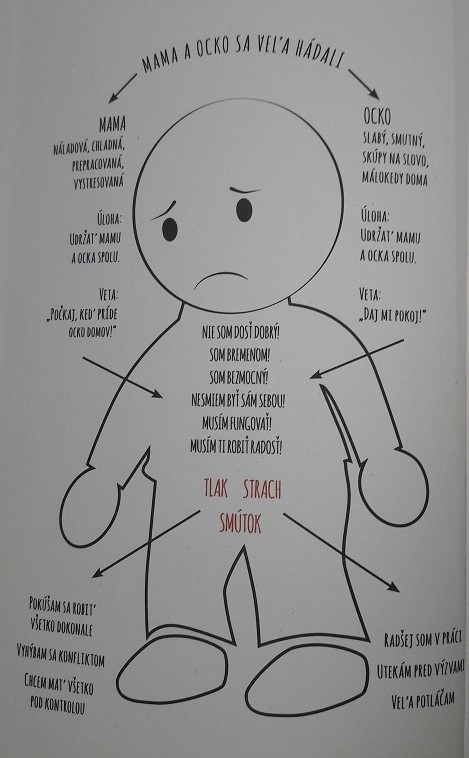 MAMA A OCKO SA VEĽA HÁDALI
MAMA
NÁLADOVÁ, CHLADNÁ,
PREPRACOVANÁ,
VYSTRESOVANÁ
ÚLOHA:
UDRŽAŤ MAMU
A OCKA SPOLU.
VETA:
„POČKAJ, KEĎ PRÍDE
OCKO DOMOV!“
OCKO
SLABÝ, SMUTNÝ,
SKÚPY NA SLOVO,
MÁLOKEDY DOMA
ÚLOHA:
UDRŽAŤ MAMU
A OCKA SPOLU.
VETA:
„DAJ MI POKOJ!“
NIE SOM DOSŤ DOBRÝ!
SOM BREMENOM!
SOM BEZMOCNÝ!
NESMIEM BYŤ SÁM SEBOU!
MUSÍM FUNGOVAŤ!
MUSÍM TI ROBIŤ RADOSŤ!
TLAK STRACH
SMÚTOK
POKÚŠAM SA ROBIŤ
VŠETKO DOKONALE
VYHÝBAM SA KONFLIKTOM
CHCEM MAŤ VŠETKO
POD KONTROLOU
RADŠEJ SOM V PRÁCI
UTEKÁM PRED
VEĽA POTLÁČAM